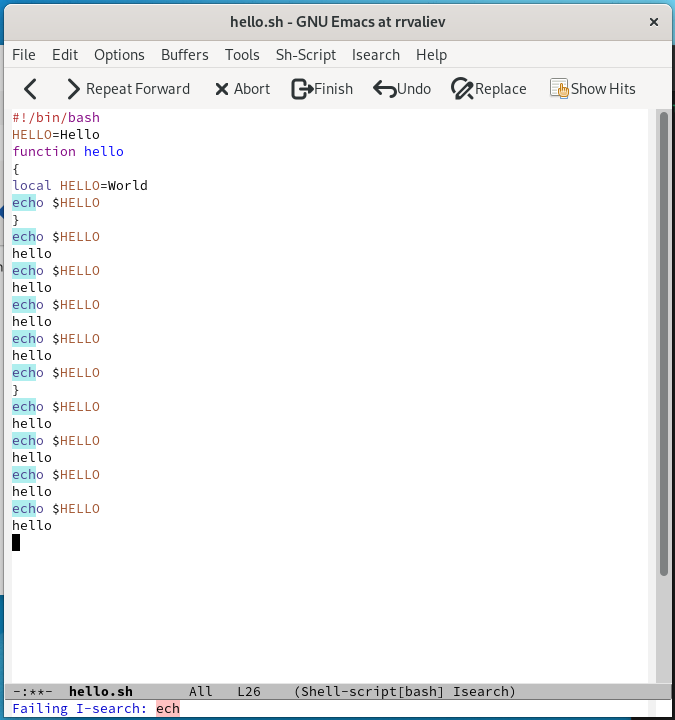 hello.sh - GNU Emacs at rrvaliev
File Edit Options Buffers Tools Sh-Script Isearch Help
Repeat Forward Abort Finish Undo Replace Show Hits
#!/bin/bash
HELLO=Hello
function hello
{
local HELLO=World
echo $HELLO
}
echo $HELLO
hello
echo $HELLO
hello
echo $HELLO
hello
echo $HELLO
hello
echo $HELLO
}
echo $HELLO
hello
echo $HELLO
hello
echo $HELLO
hello
echo $HELLO
hello
-:**- hello.sh All L26 (Shell-script[bash] Isearch)
Failing I-search: ech